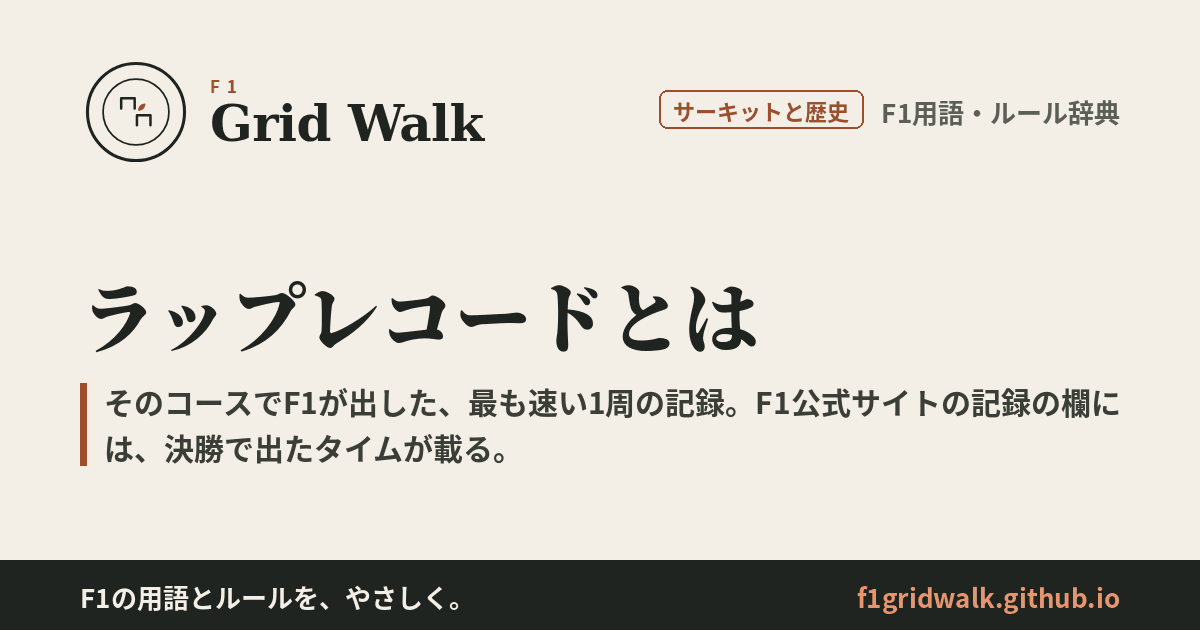 F1
Grid Walk
サーキットと歴史
F1用語・ルール辞典
ラップレコードとは
そのコースでF1が出した、最も速い1周の記録。F1公式サイトの記録の欄に
は、決勝で出たタイムが載る。
F1の用語とルールを、やさしく。
f1gridwalk.github.io